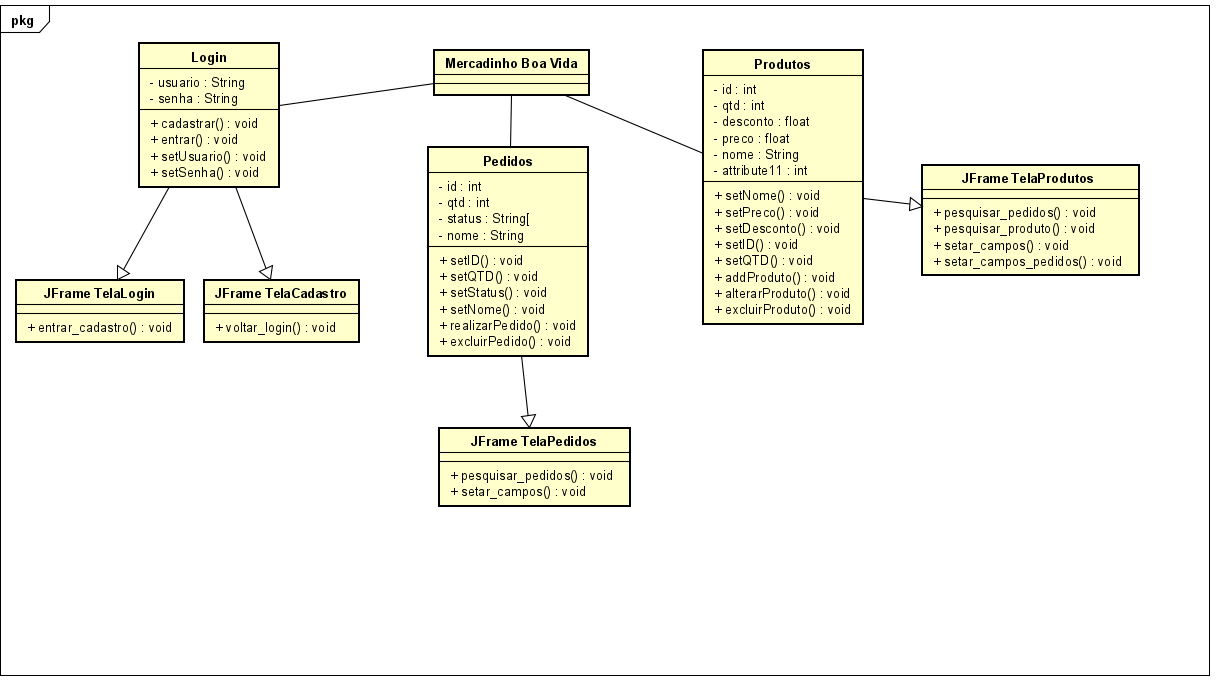 pkg
Login
- usuario : String
- senha : String
+ cadastrar() : void
+ entrar() : void
+ setUsuario() : void
+ setSenha() : void
Mercadinho Boa Vida
Produtos
- id : int
- qtd : int
- desconto : float
- preco : float
- nome : String
- attribute11 : int
+ setNome() : void
+ setPreco() : void
+ setDesconto() : void
+ setID() : void
+ setQTD() : void
+ addProduto() : void
+ alterarProduto() : void
+ excluirProduto() : void
Pedidos
- id : int
- qtd : int
- status : String[
- nome : String
+ setID() : void
+ setQTD() : void
+ setStatus() : void
+ setNome() : void
+ realizarPedido() : void
+ excluirPedido() : void
JFrame TelaProdutos
+ pesquisar_pedidos() : void
+ pesquisar_produto() : void
+ setar_campos() : void
+ setar_campos_pedidos() : void
JFrame TelaLogin
+ entrar_cadastro() : void
JFrame TelaCadastro
+ voltar_login() : void
JFrame TelaPedidos
+ pesquisar_pedidos() : void
+ setar_campos() : void